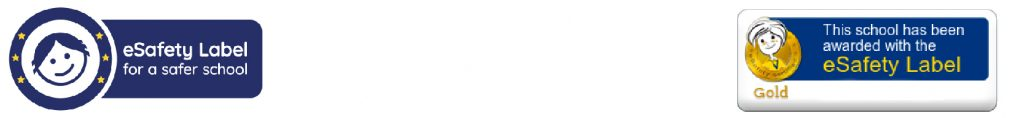 eSafety Label
for a safer school
This school has been
awarded with the
eSafety Label
Gold